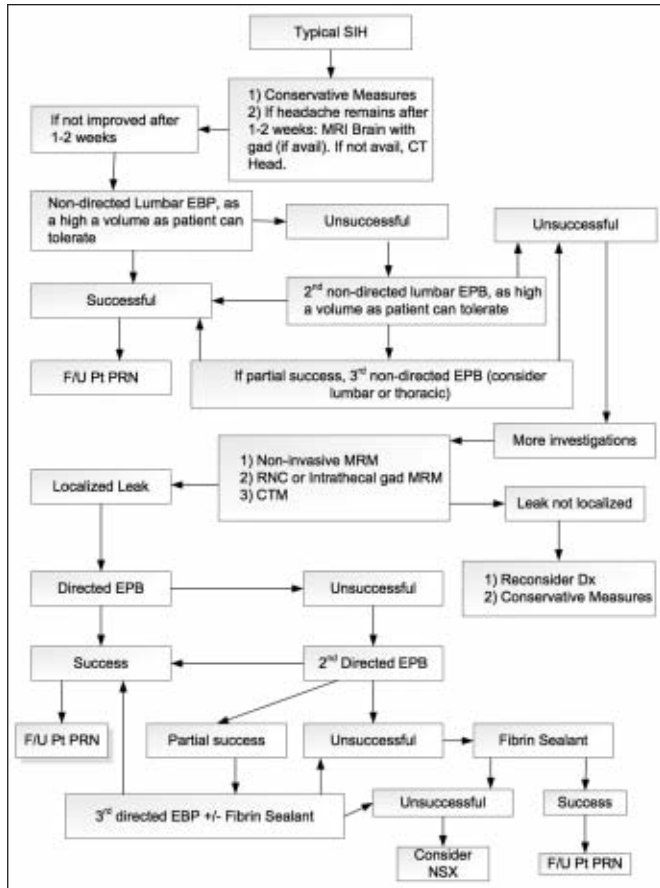 Typical SIH
1) Conservative Measures
2) If headache remains after
1-2 weeks: MRI Brain with
gad (if avail). If not avail, CT
Head.
If not improved after
1-2 weeks
Non-directed Lumbar EBP, as
a high a volume as patient can
tolerate
Unsuccessful
Unsuccessful
Successful
2nd non-directed lumbar EPB, as high
a volume as patient can tolerate
F/U Pt PRN
If partial success, 3rd non-directed EPB (consider
lumbar or thoracic)
More investigations
1) Non-invasive MRM
2) RNC or Intrathecal gad MRM
3) CTM
Localized Leak
Leak not localized
Directed EPB
Unsuccessful
1) Reconsider Dx
2) Conservative Measures
Success
2nd Directed EPB
F/U Pt PRN
Partial success
Unsuccessful
Fibrin Sealant
3rd directed EBP +/- Fibrin Sealant
Unsuccessful
Success
Consider
NSX
F/U Pt PRN